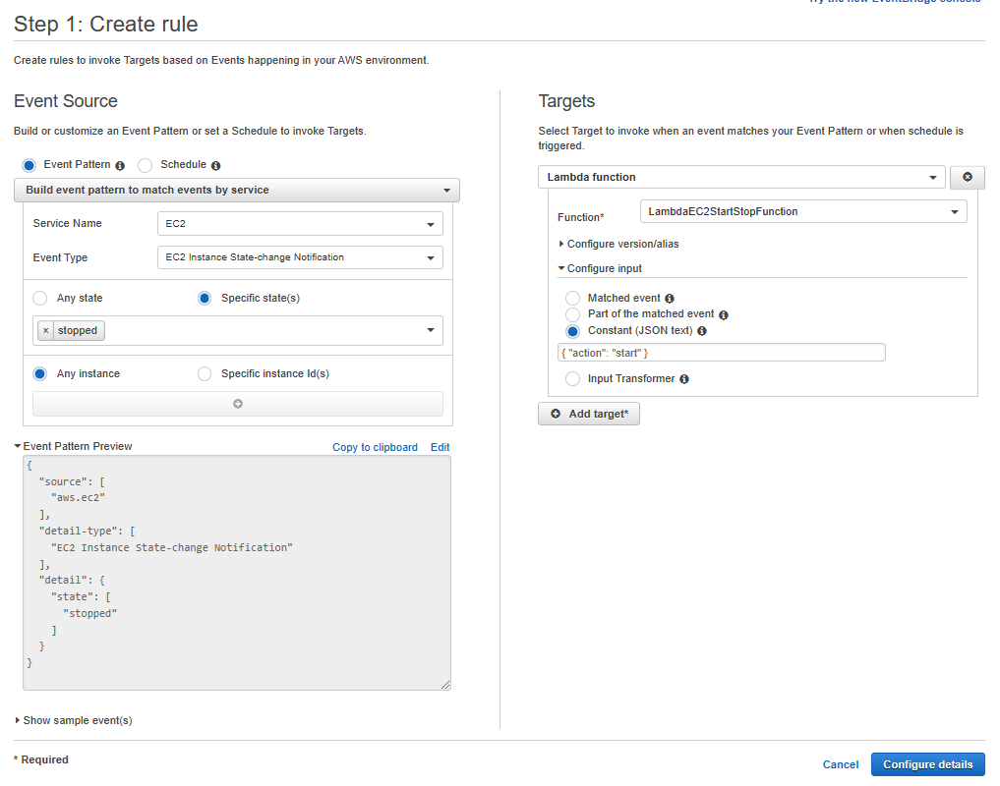 Try the new EventBridge console
Step 1: Create rule
Create rules to invoke Targets based on Events happening in your AWS environment.
Event Source
Build or customize an Event Pattern or set a Schedule to invoke Targets.
Event Pattern Schedule
Build event pattern to match events by service
Service Name EC2
Event Type EC2 Instance State-change Notification
Any state Specific state(s)
× stopped
Any instance Specific instance Id(s)
Event Pattern Preview Copy to clipboard Edit
{
"source": [
"aws.ec2"
],
"detail-type": [
"EC2 Instance State-change Notification"
],
"detail": {
"state": [
"stopped"
]
}
}
Show sample event(s)
Targets
Select Target to invoke when an event matches your Event Pattern or when schedule is
triggered.
Lambda function
Function* LambdaEC2StartStopFunction
Configure version/alias
Configure input
Matched event
Part of the matched event
Constant (JSON text)
{ "action": "start" }
Input Transformer
Add target*
* Required
Cancel Configure details